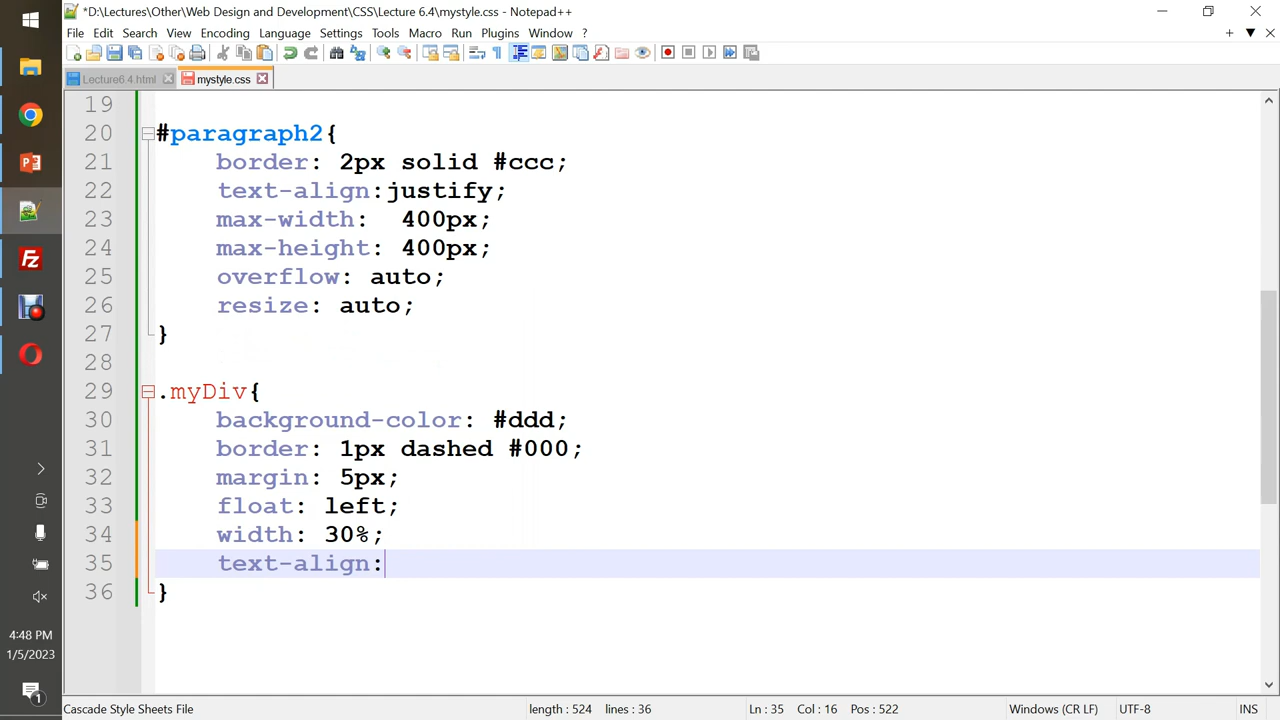 *D:\Lectures\Other\Web Design and Development\CSS\Lecture 6.4\mystyle.css - Notepad++
File Edit Search View Encoding Language Settings Tools Macro Run Plugins Window ?
Lecture6 4 html mystyle.css
19
20 #paragraph2{
21 border: 2px solid #ccc;
22 text-align:justify;
23 max-width:  400px;
24 max-height: 400px;
25 overflow: auto;
26 resize: auto;
27 }
28
29 .myDiv{
30 background-color: #ddd;
31 border: 1px dashed #000;
32 margin: 5px;
33 float: left;
34 width: 30%;
35 text-align:
36 }
4:48 PM
1/5/2023
1
Cascade Style Sheets File length : 524 lines : 36 Ln : 35 Col : 16 Pos : 522 Windows (CR LF) UTF-8 INS